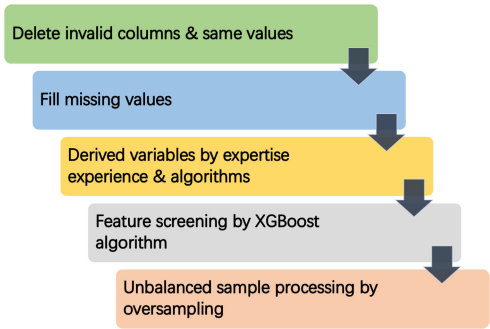 Delete invalid columns & same values
Fill missing values
Derived variables by expertise
experience & algorithms
Feature screening by XGBoost
algorithm
Unbalanced sample processing by
oversampling